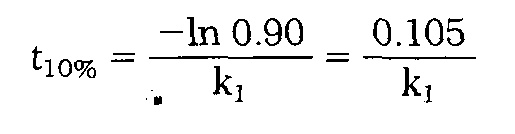 t₁₀% = −ln 0.90 / k₁ = 0.105 / k₁